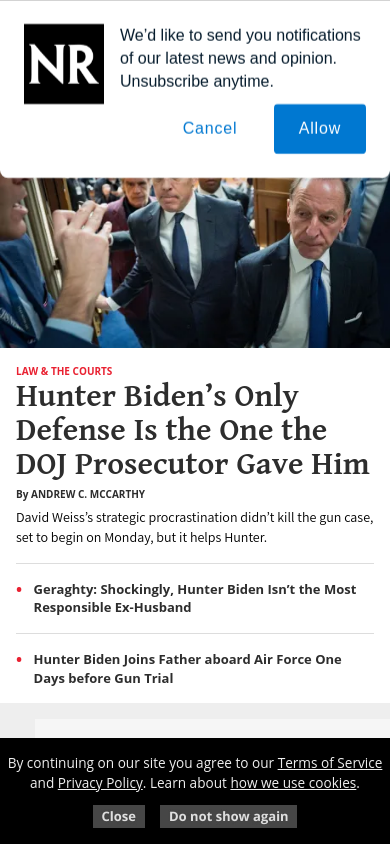 NR
We’d like to send you notifications
of our latest news and opinion.
Unsubscribe anytime.
Cancel
Allow
LAW & THE COURTS
Hunter Biden’s Only
Defense Is the One the
DOJ Prosecutor Gave Him
By ANDREW C. MCCARTHY
David Weiss’s strategic procrastination didn’t kill the gun case,
set to begin on Monday, but it helps Hunter.
Geraghty: Shockingly, Hunter Biden Isn’t the Most
Responsible Ex-Husband
Hunter Biden Joins Father aboard Air Force One
Days before Gun Trial
By continuing on our site you agree to our Terms of Service
and Privacy Policy. Learn about how we use cookies.
Close
Do not show again